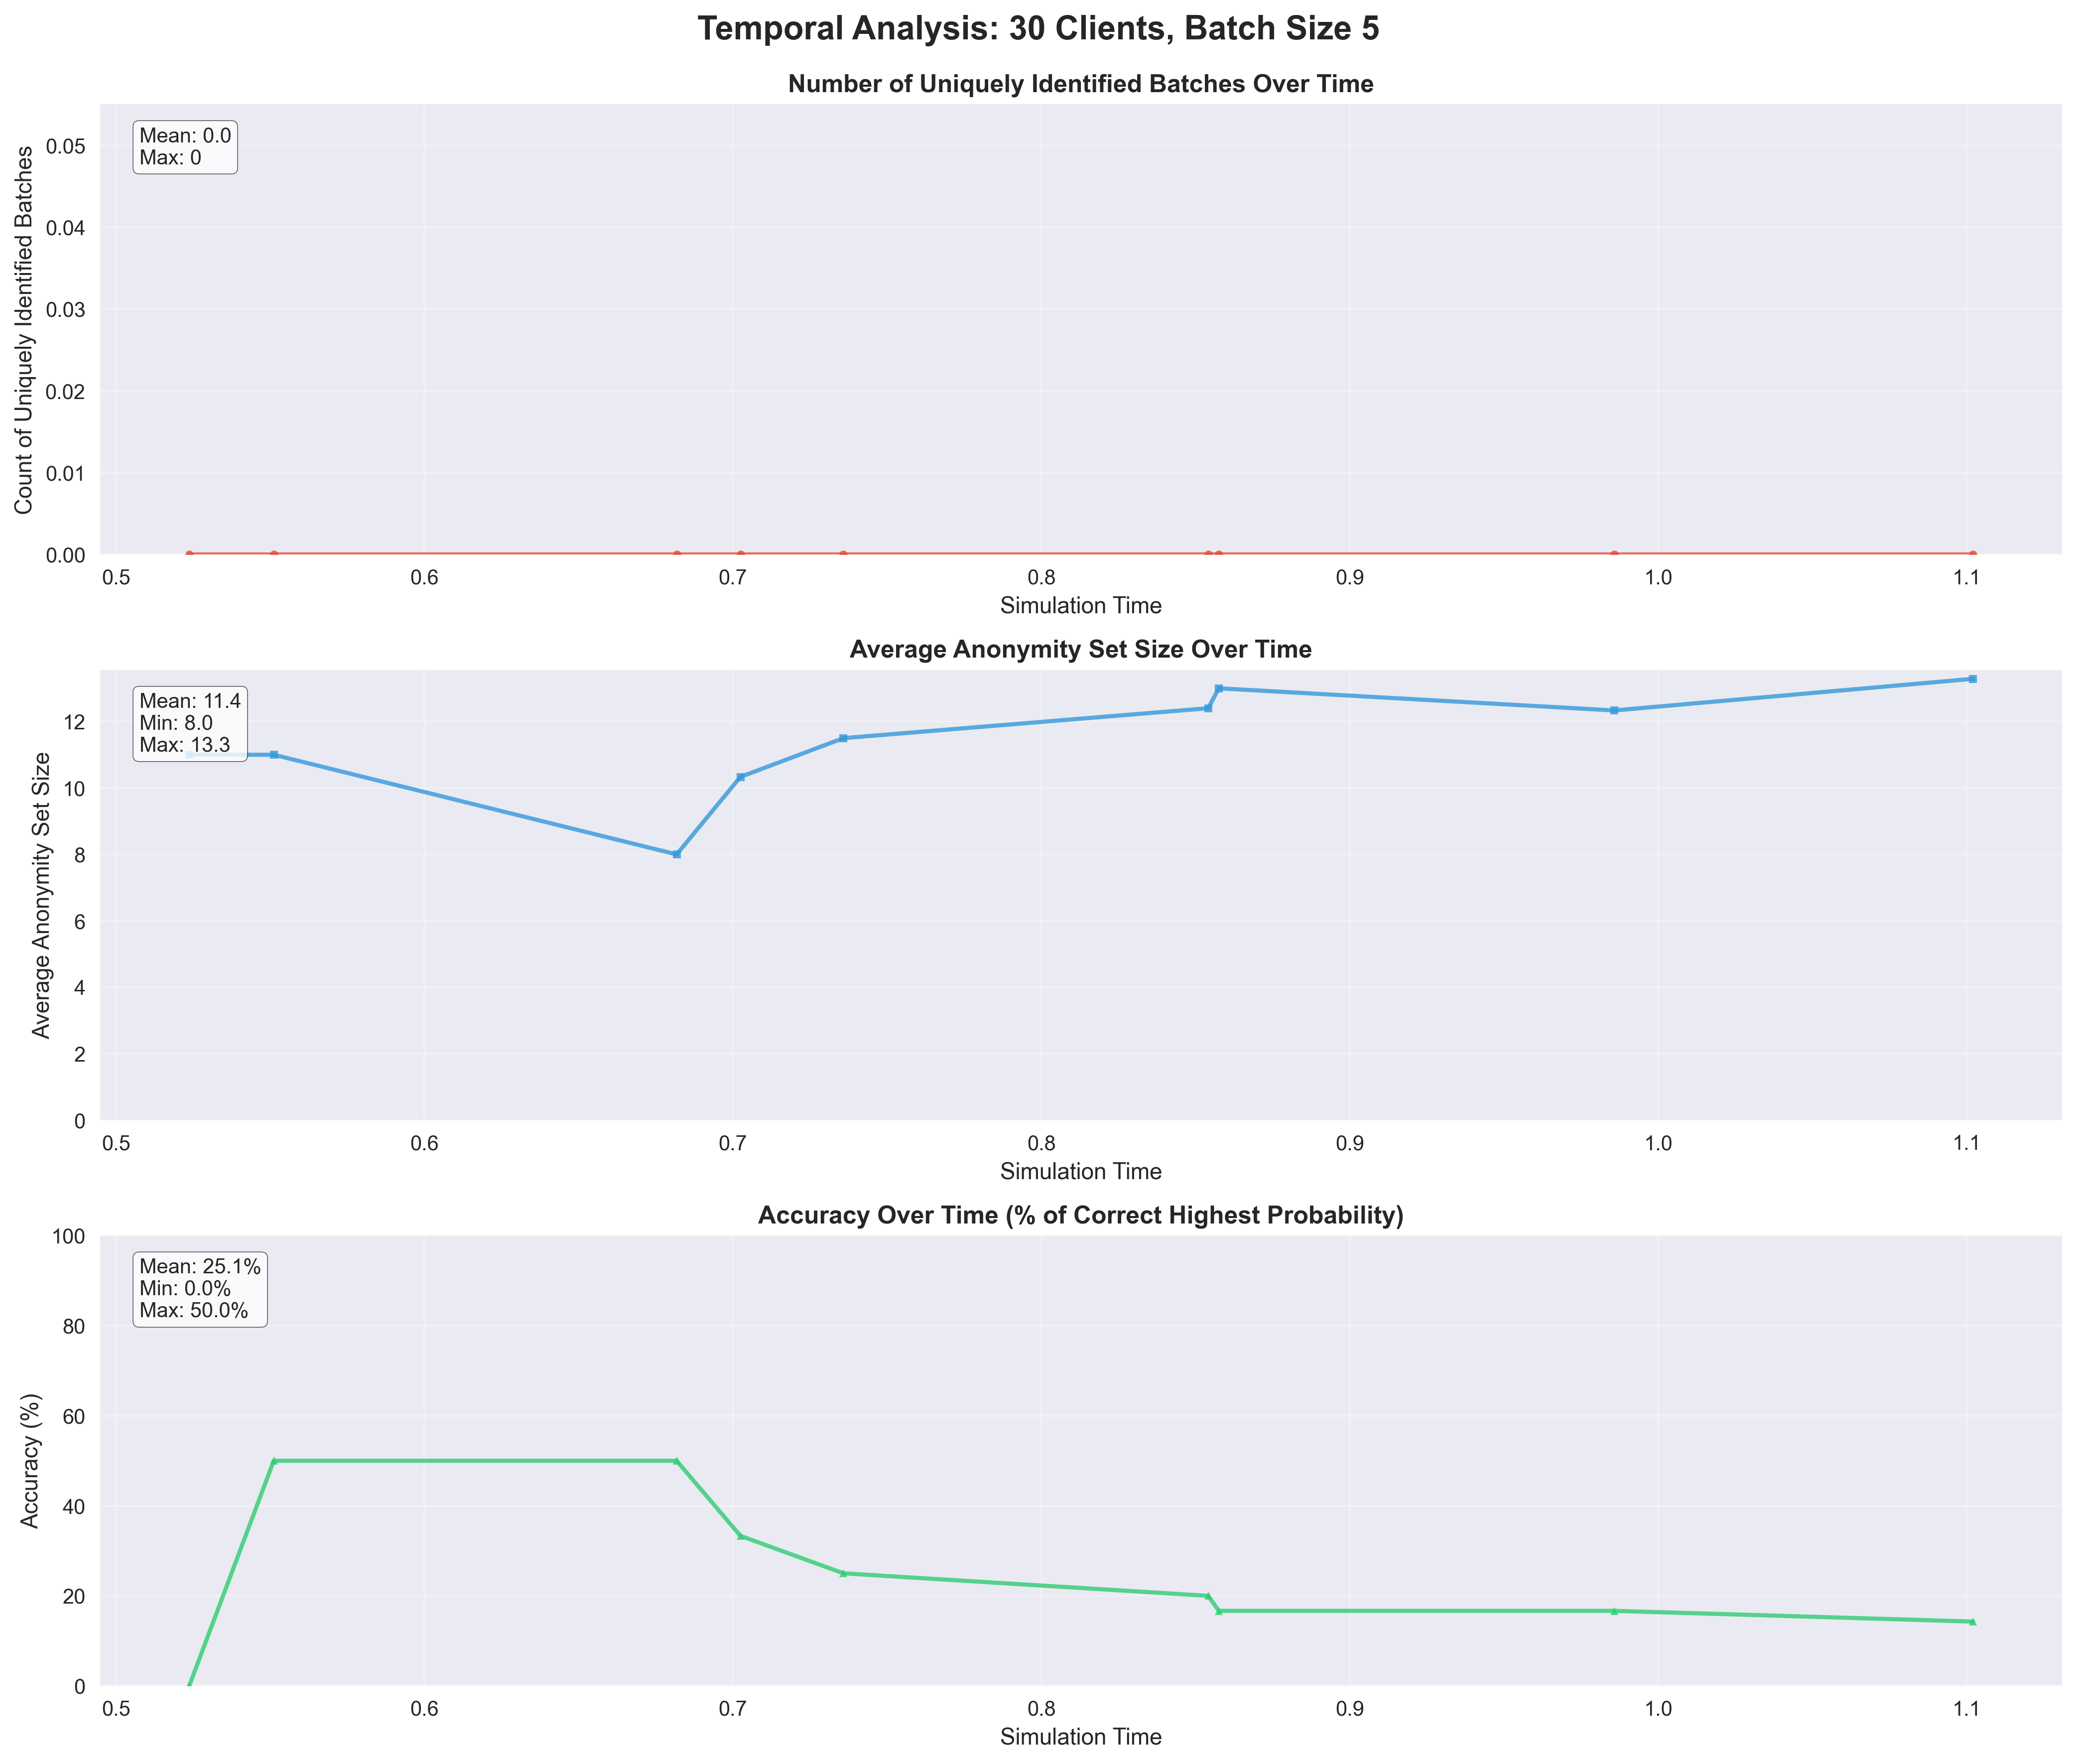 Temporal Analysis: 30 Clients, Batch Size 5
Number of Uniquely Identified Batches Over Time
Mean: 0.0
Max: 0
Count of Uniquely Identified Batches
0.05
0.04
0.03
0.02
0.01
0.00
0.5 0.6 0.7 0.8 0.9 1.0 1.1
Simulation Time
Average Anonymity Set Size Over Time
Mean: 11.4
Min: 8.0
Max: 13.3
Average Anonymity Set Size
12
10
8
6
4
2
0
0.5 0.6 0.7 0.8 0.9 1.0 1.1
Simulation Time
Accuracy Over Time (% of Correct Highest Probability)
Mean: 25.1%
Min: 0.0%
Max: 50.0%
Accuracy (%)
100
80
60
40
20
0
0.5 0.6 0.7 0.8 0.9 1.0 1.1
Simulation Time